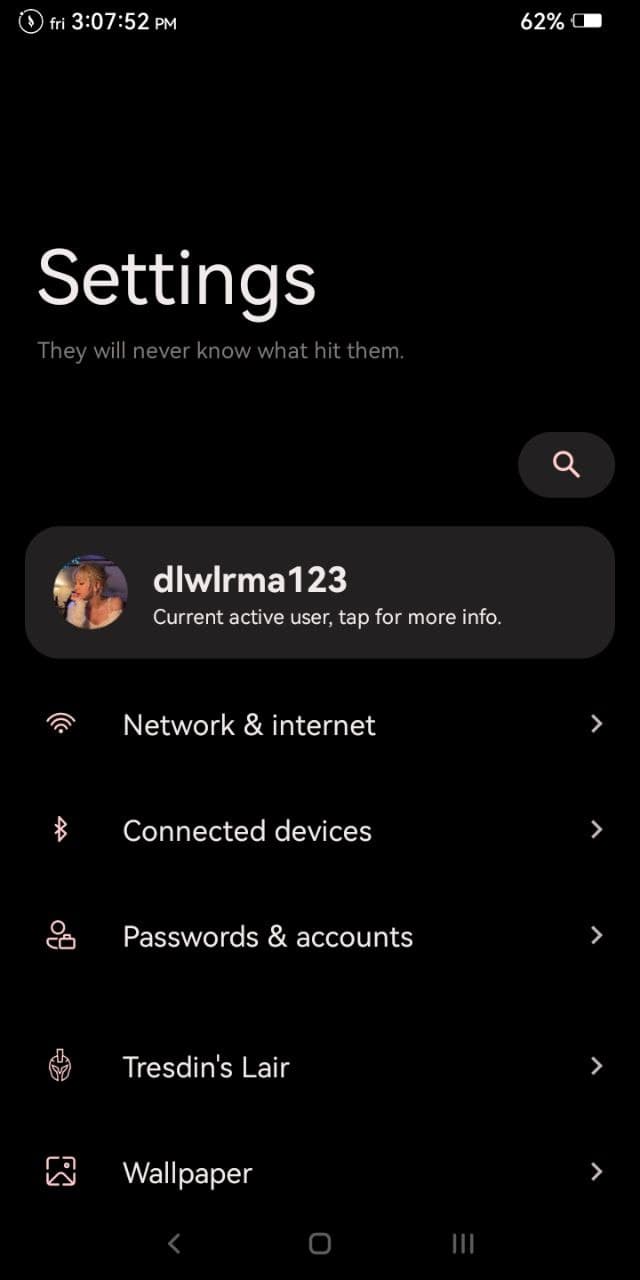 fri 3:07:52 PM 62%
Settings
They will never know what hit them.
dlwlrma123
Current active user, tap for more info.
Network & internet
Connected devices
Passwords & accounts
Tresdin's Lair
Wallpaper